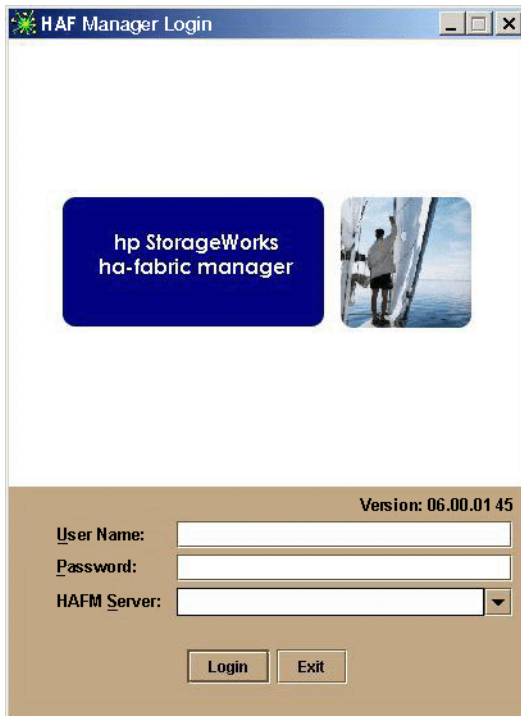 HAF Manager Login
hp StorageWorks
ha-fabric manager
Version: 06.00.01 45
User Name:
Password:
HAFM Server:
Login Exit